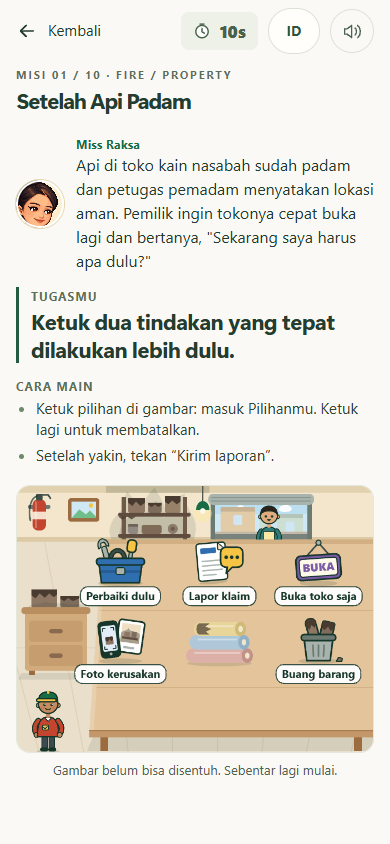 Kembali
10s
ID
MISI 01 / 10 · FIRE / PROPERTY
Setelah Api Padam
Miss Raksa
Api di toko kain nasabah sudah padam
dan petugas pemadam menyatakan lokasi
aman. Pemilik ingin tokonya cepat buka
lagi dan bertanya, "Sekarang saya harus
apa dulu?"
TUGASMU
Ketuk dua tindakan yang tepat
dilakukan lebih dulu.
CARA MAIN
Ketuk pilihan di gambar: masuk Pilihanmu. Ketuk
lagi untuk membatalkan.
Setelah yakin, tekan “Kirim laporan”.
BUKA
Perbaiki dulu
Lapor klaim
Buka toko saja
Foto kerusakan
Buang barang
Gambar belum bisa disentuh. Sebentar lagi mulai.